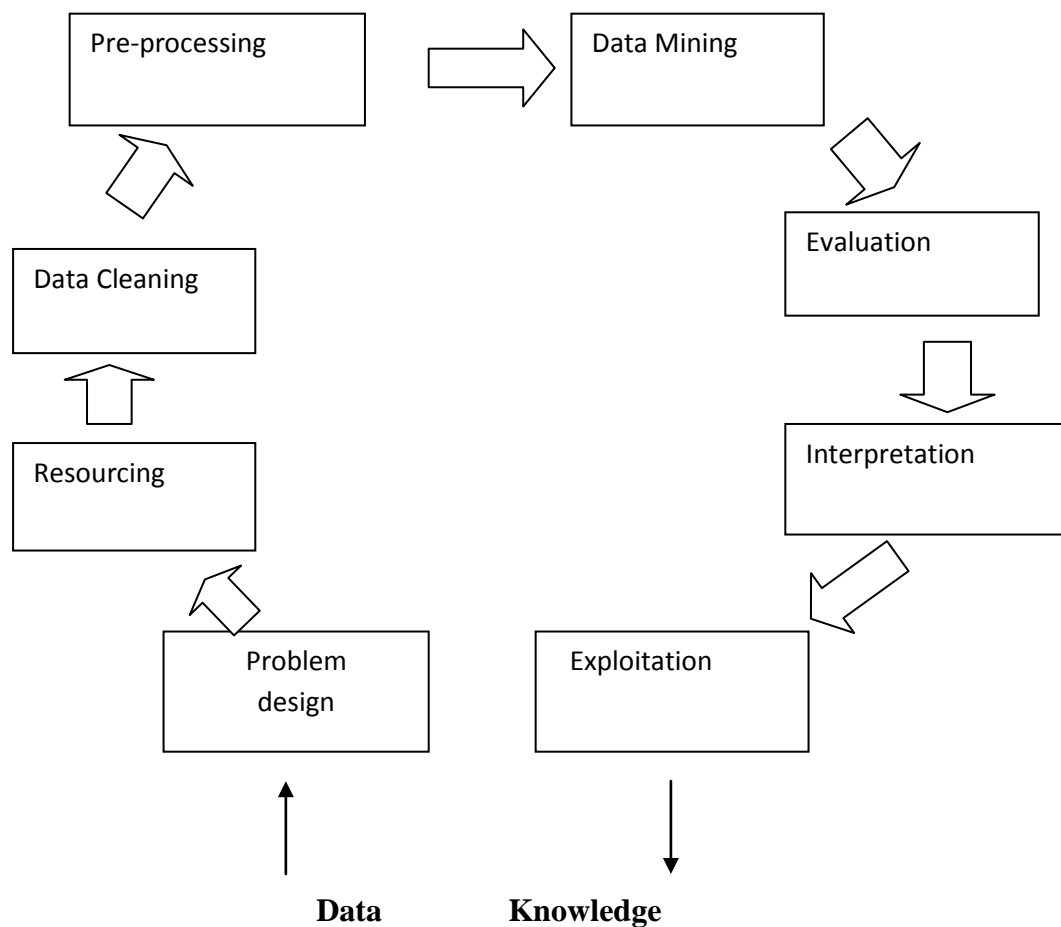 Pre-processing
Data Mining
Evaluation
Data Cleaning
Interpretation
Resourcing
Problem
design
Exploitation
Data
Knowledge